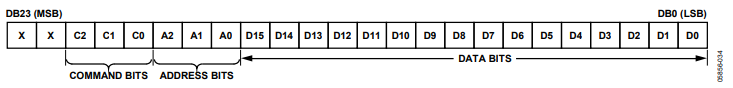 DB23 (MSB) DB0 (LSB)
X X C2 C1 C0 A2 A1 A0 D15 D14 D13 D12 D11 D10 D9 D8 D7 D6 D5 D4 D3 D2 D1 D0
COMMAND BITS ADDRESS BITS DATA BITS
05856-034